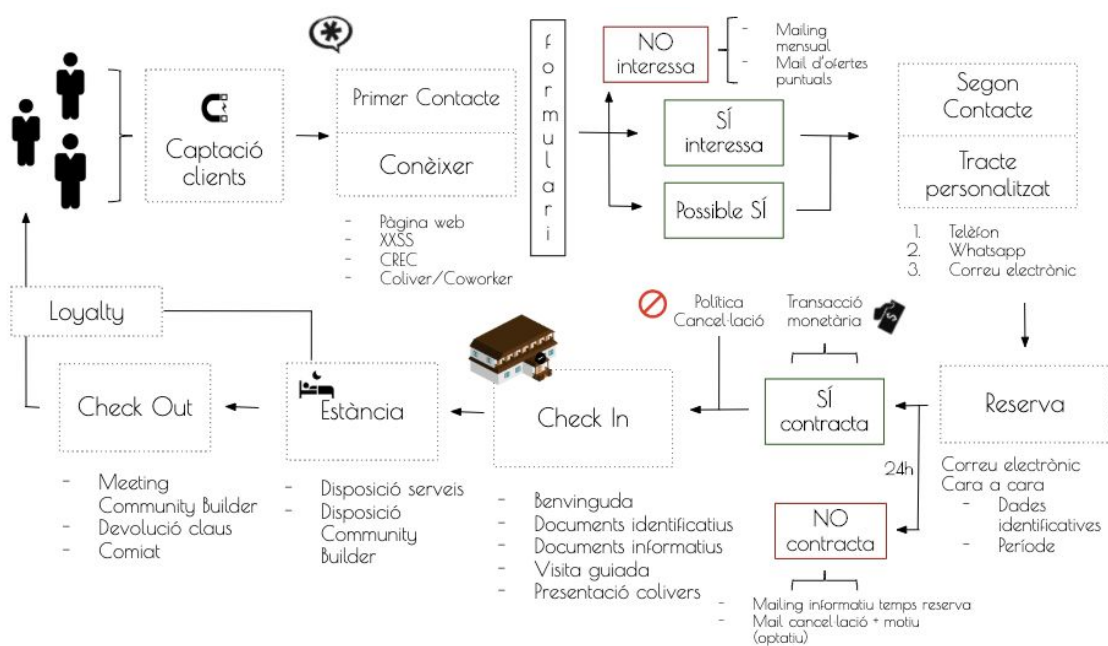 Captació
clients
Primer Contacte
Conèixer
- Pàgina web
- XXSS
- CREC
- Coliver/Coworker
formulari
NO
interessa
- Mailing
mensual
- Mail d'ofertes
puntuals
SÍ
interessa
Possible SÍ
Segon
Contacte
Tracte
personalitzat
1. Telèfon
2. Whatsapp
3. Correu electrònic
Reserva
Correu electrònic
Cara a cara
- Dades
identificatives
- Període
24h
Transacció
monetària
SÍ
contracta
NO
contracta
- Mailing informatiu temps reserva
- Mail cancel·lació + motiu
(optatiu)
Política
Cancel·lació
Check In
- Benvinguda
- Documents identificatius
- Documents informatius
- Visita guiada
- Presentació colivers
Estància
- Disposició serveis
- Disposició
Community
Builder
Check Out
- Meeting
Community Builder
- Devolució claus
- Comiat
Loyalty